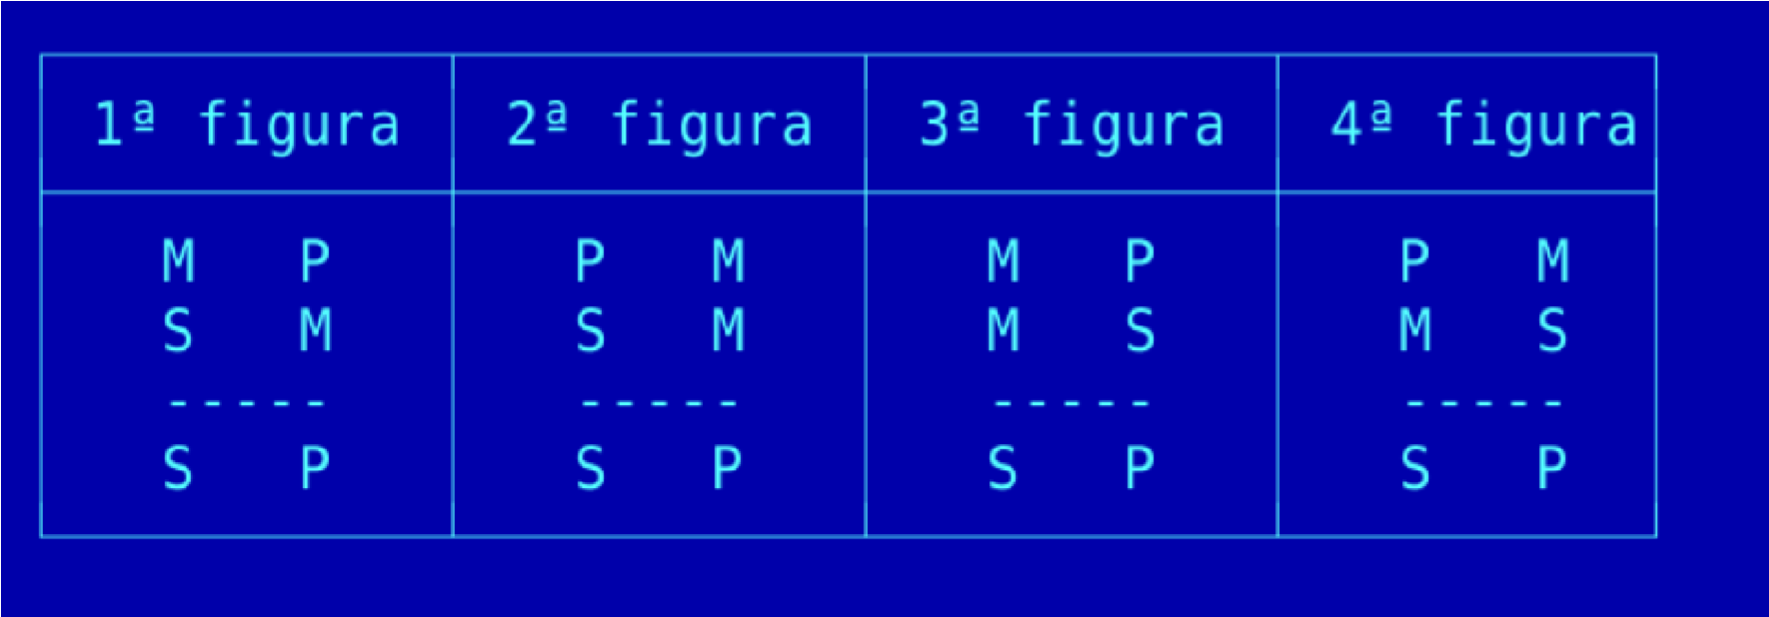 1ª figura 2ª figura 3ª figura 4ª figura
M P P M M P P M
S M S M M S M S
----- ----- ----- -----
S P S P S P S P